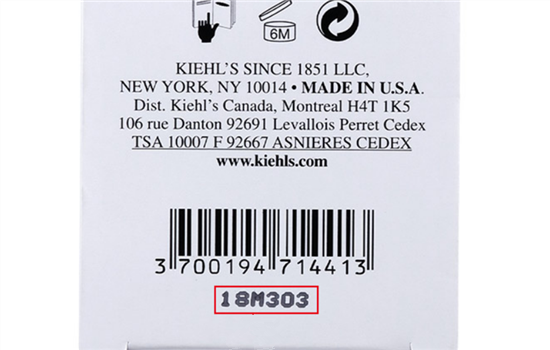 6M
KIEHL'S SINCE 1851 LLC,
NEW YORK, NY 10014 • MADE IN U.S.A.
Dist. Kiehl's Canada, Montreal H4T 1K5
106 rue Danton 92691 Levallois Perret Cedex
TSA 10007 F 92667 ASNIERES CEDEX
www.kiehls.com
3 700194 714413
18M303